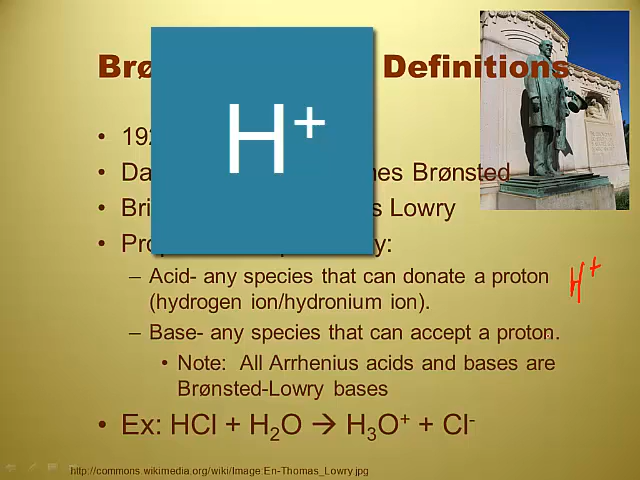 Brø Definitions
H+
• 192
• Da nes Brønsted
• Bri s Lowry
• Pro y:
– Acid- any species that can donate a proton
(hydrogen ion/hydronium ion).
H+
– Base- any species that can accept a proton.
• Note: All Arrhenius acids and bases are
Brønsted-Lowry bases
• Ex: HCl + H₂O → H₃O⁺ + Cl⁻
http://commons.wikimedia.org/wiki/Image:En-Thomas_Lowry.jpg